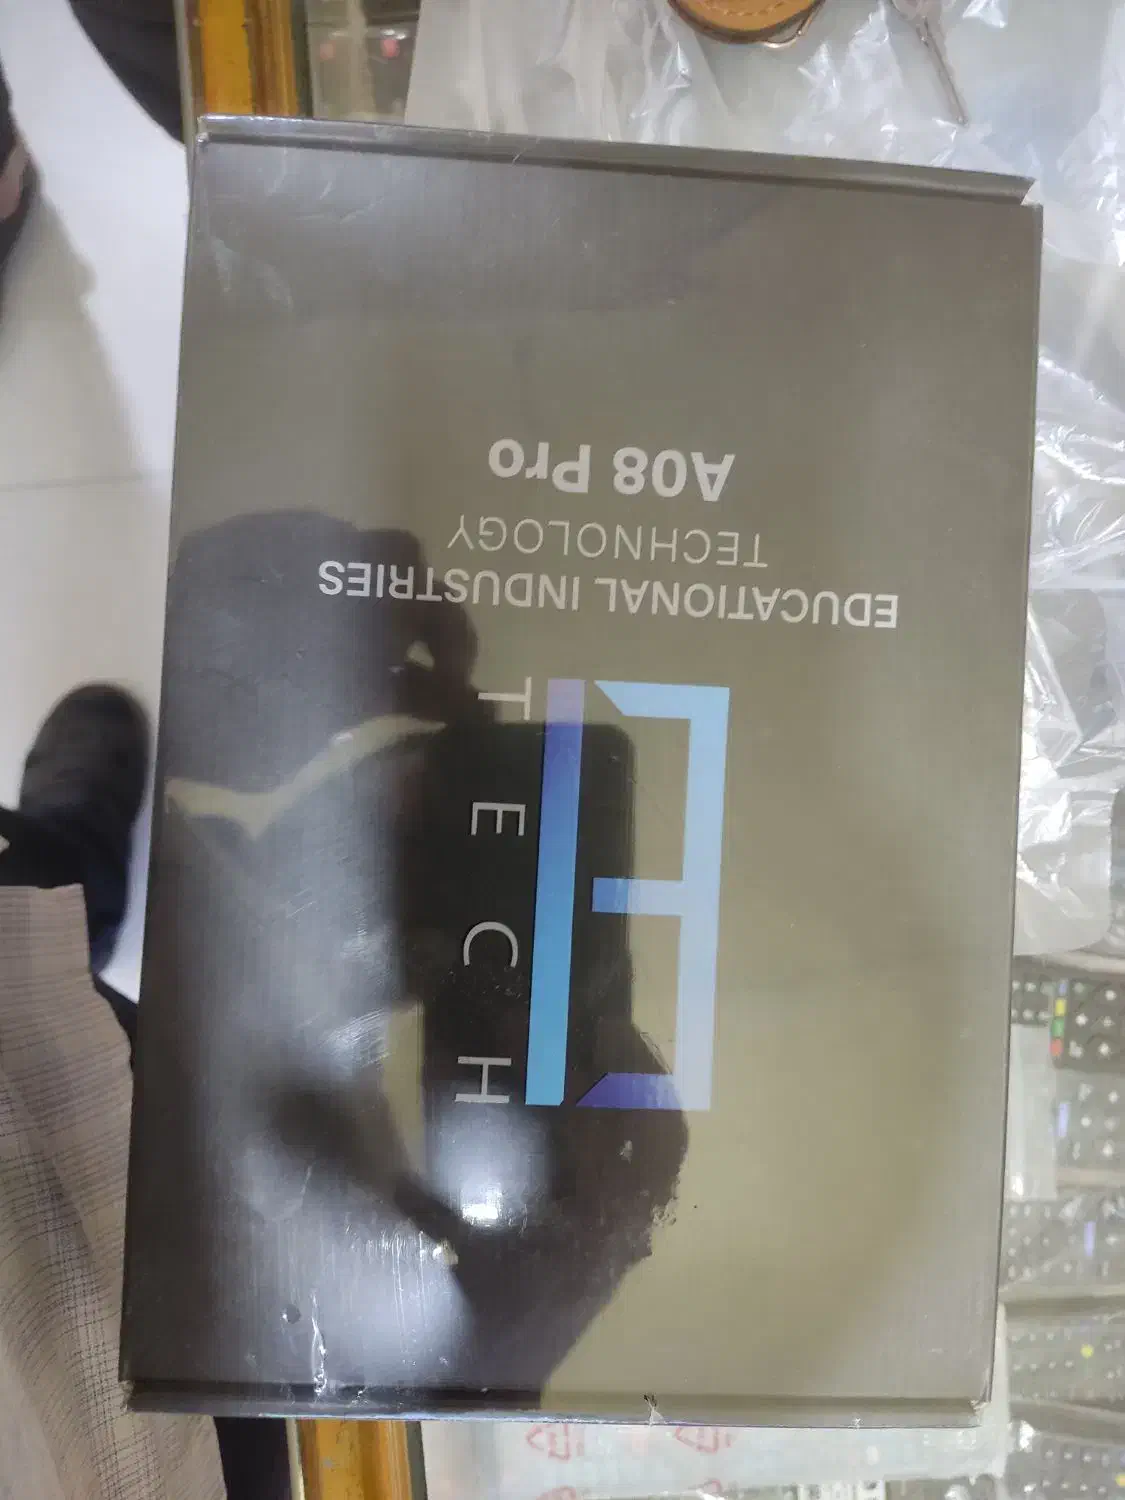 TECH
EDUCATIONAL INDUSTRIES
TECHNOLOGY
A08 Pro